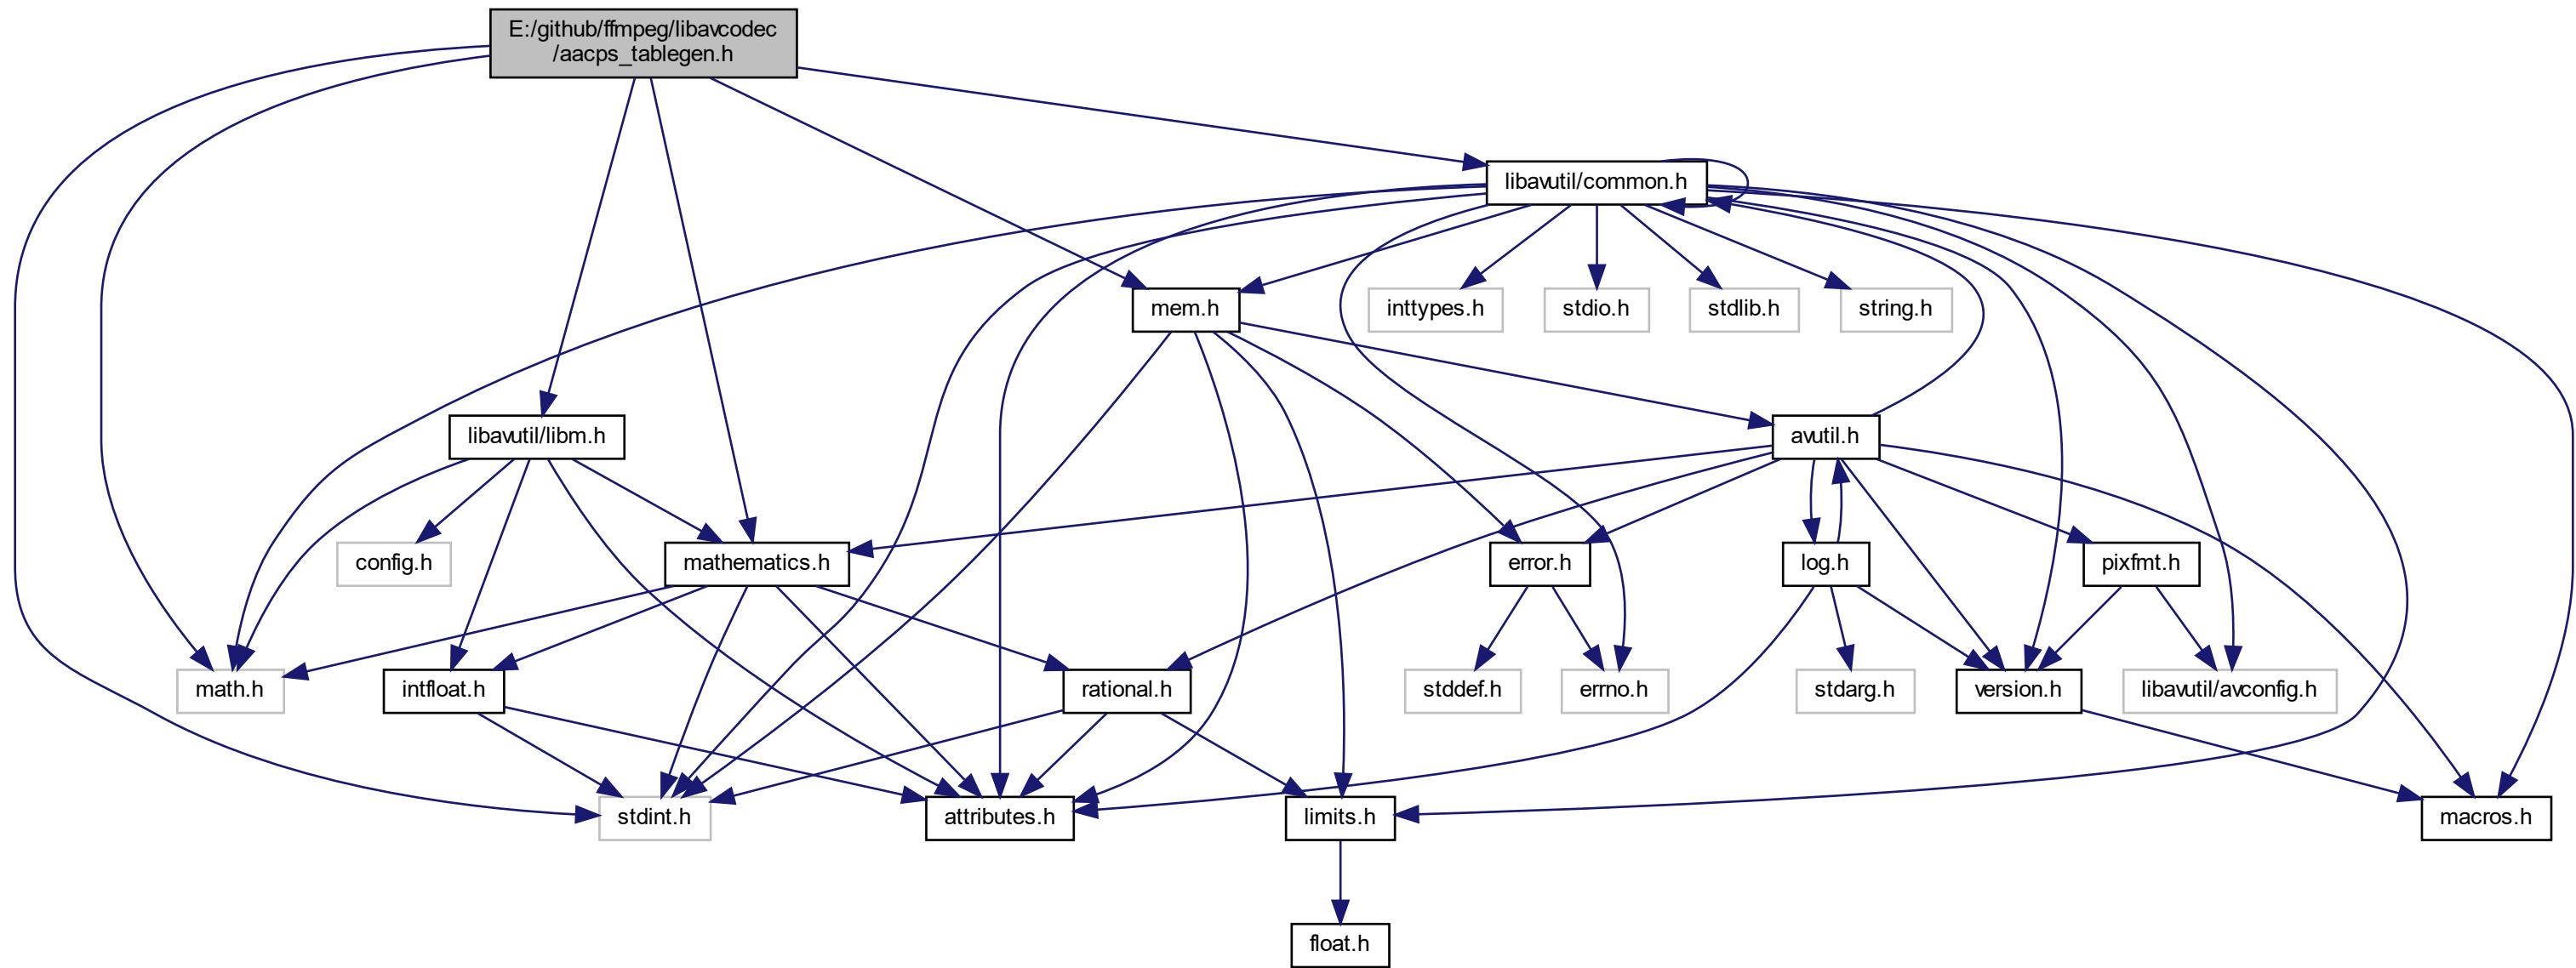 E:/github/ffmpeg/libavcodec
/aacps_tablegen.h
libavutil/common.h
mem.h
inttypes.h
stdio.h
stdlib.h
string.h
libavutil/libm.h
avutil.h
config.h
mathematics.h
error.h
log.h
pixfmt.h
math.h
intfloat.h
rational.h
stddef.h
errno.h
stdarg.h
version.h
libavutil/avconfig.h
stdint.h
attributes.h
limits.h
macros.h
float.h